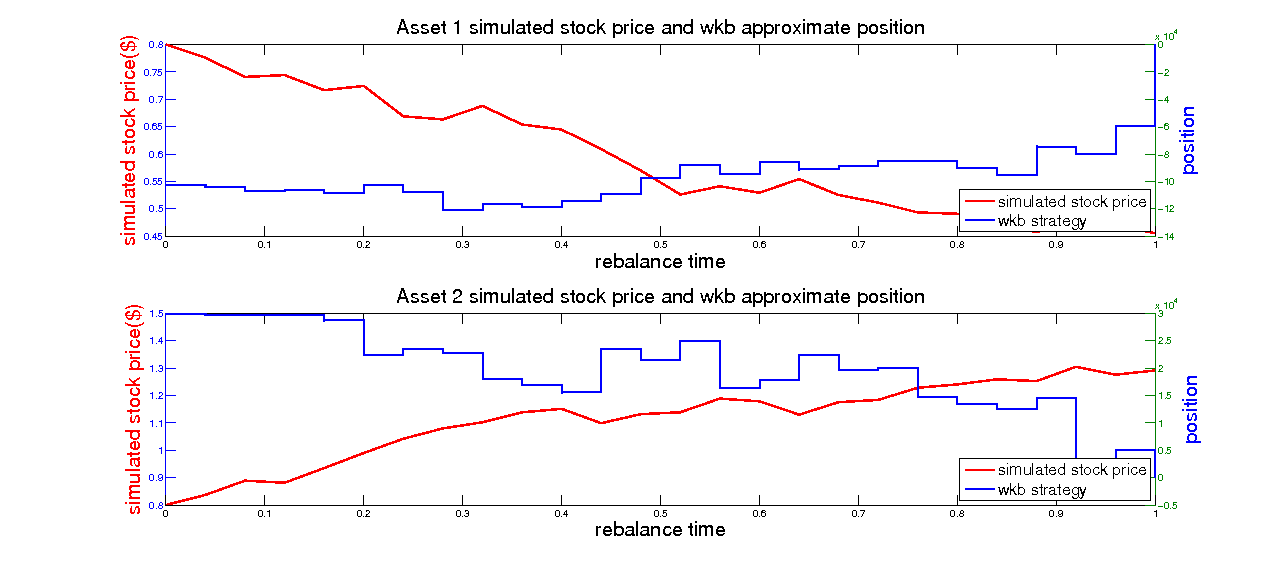 Asset 1 simulated stock price and wkb approximate position
x 10^4
simulated stock price($)
0.8
0.75
0.7
0.65
0.6
0.55
0.5
0.45
0
-2
-4
-6
-8
-10
-12
-14
position
simulated stock price
wkb strategy
0 0.1 0.2 0.3 0.4 0.5 0.6 0.7 0.8 0.9 1
rebalance time
Asset 2 simulated stock price and wkb approximate position
x 10^4
simulated stock price($)
1.5
1.4
1.3
1.2
1.1
1
0.9
0.8
3
2.5
2
1.5
1
0.5
0
-0.5
position
simulated stock price
wkb strategy
0 0.1 0.2 0.3 0.4 0.5 0.6 0.7 0.8 0.9 1
rebalance time